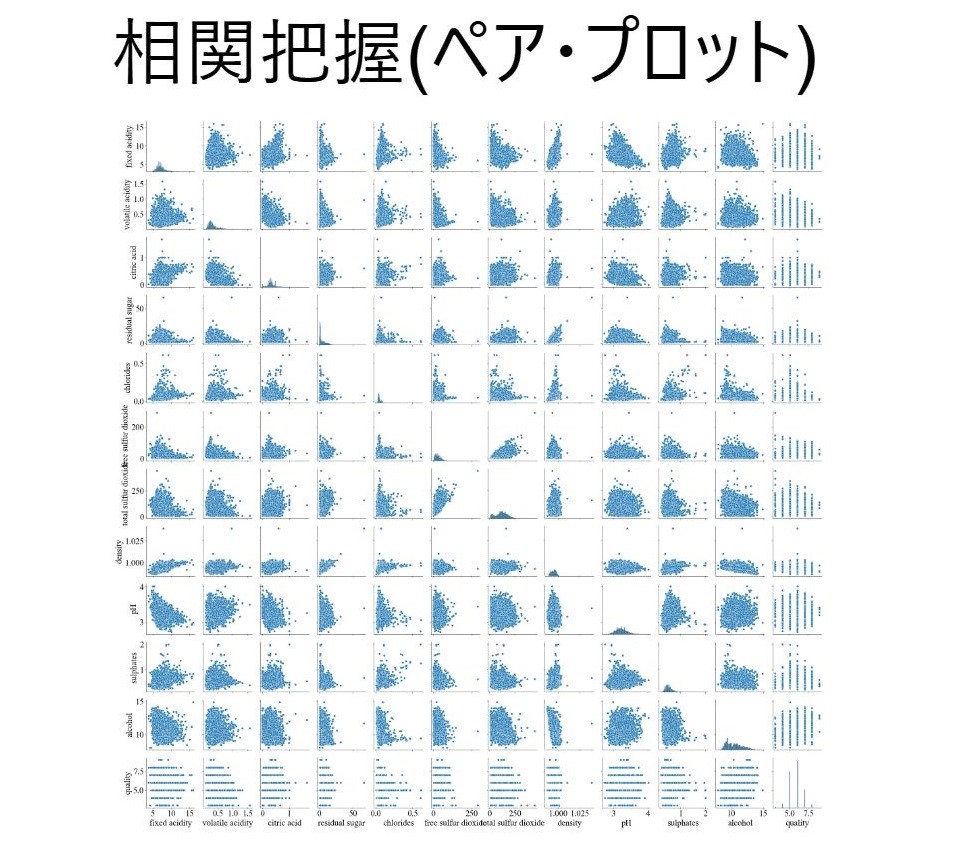 相関把握(ペア・プロット)
fixed acidity
15
10
5
volatile acidity
1.5
1.0
0.5
citric acid
1
0
residual sugar
50
0
chlorides
0.5
0.0
free sulfur dioxide
200
0
total sulfur dioxide
250
0
density
1.025
1.000
pH
4
3
sulphates
2
1
alcohol
15
10
quality
7.5
5.0
5 10 15 0.5 1.0 1.5 0 1 0 50 0.0 0.5 0 250 0 250 1.000 1.025 3 4 1 2 10 15 5.0 7.5
fixed acidity volatile acidity citric acid residual sugar chlorides free sulfur dioxide total sulfur dioxide density pH sulphates alcohol quality